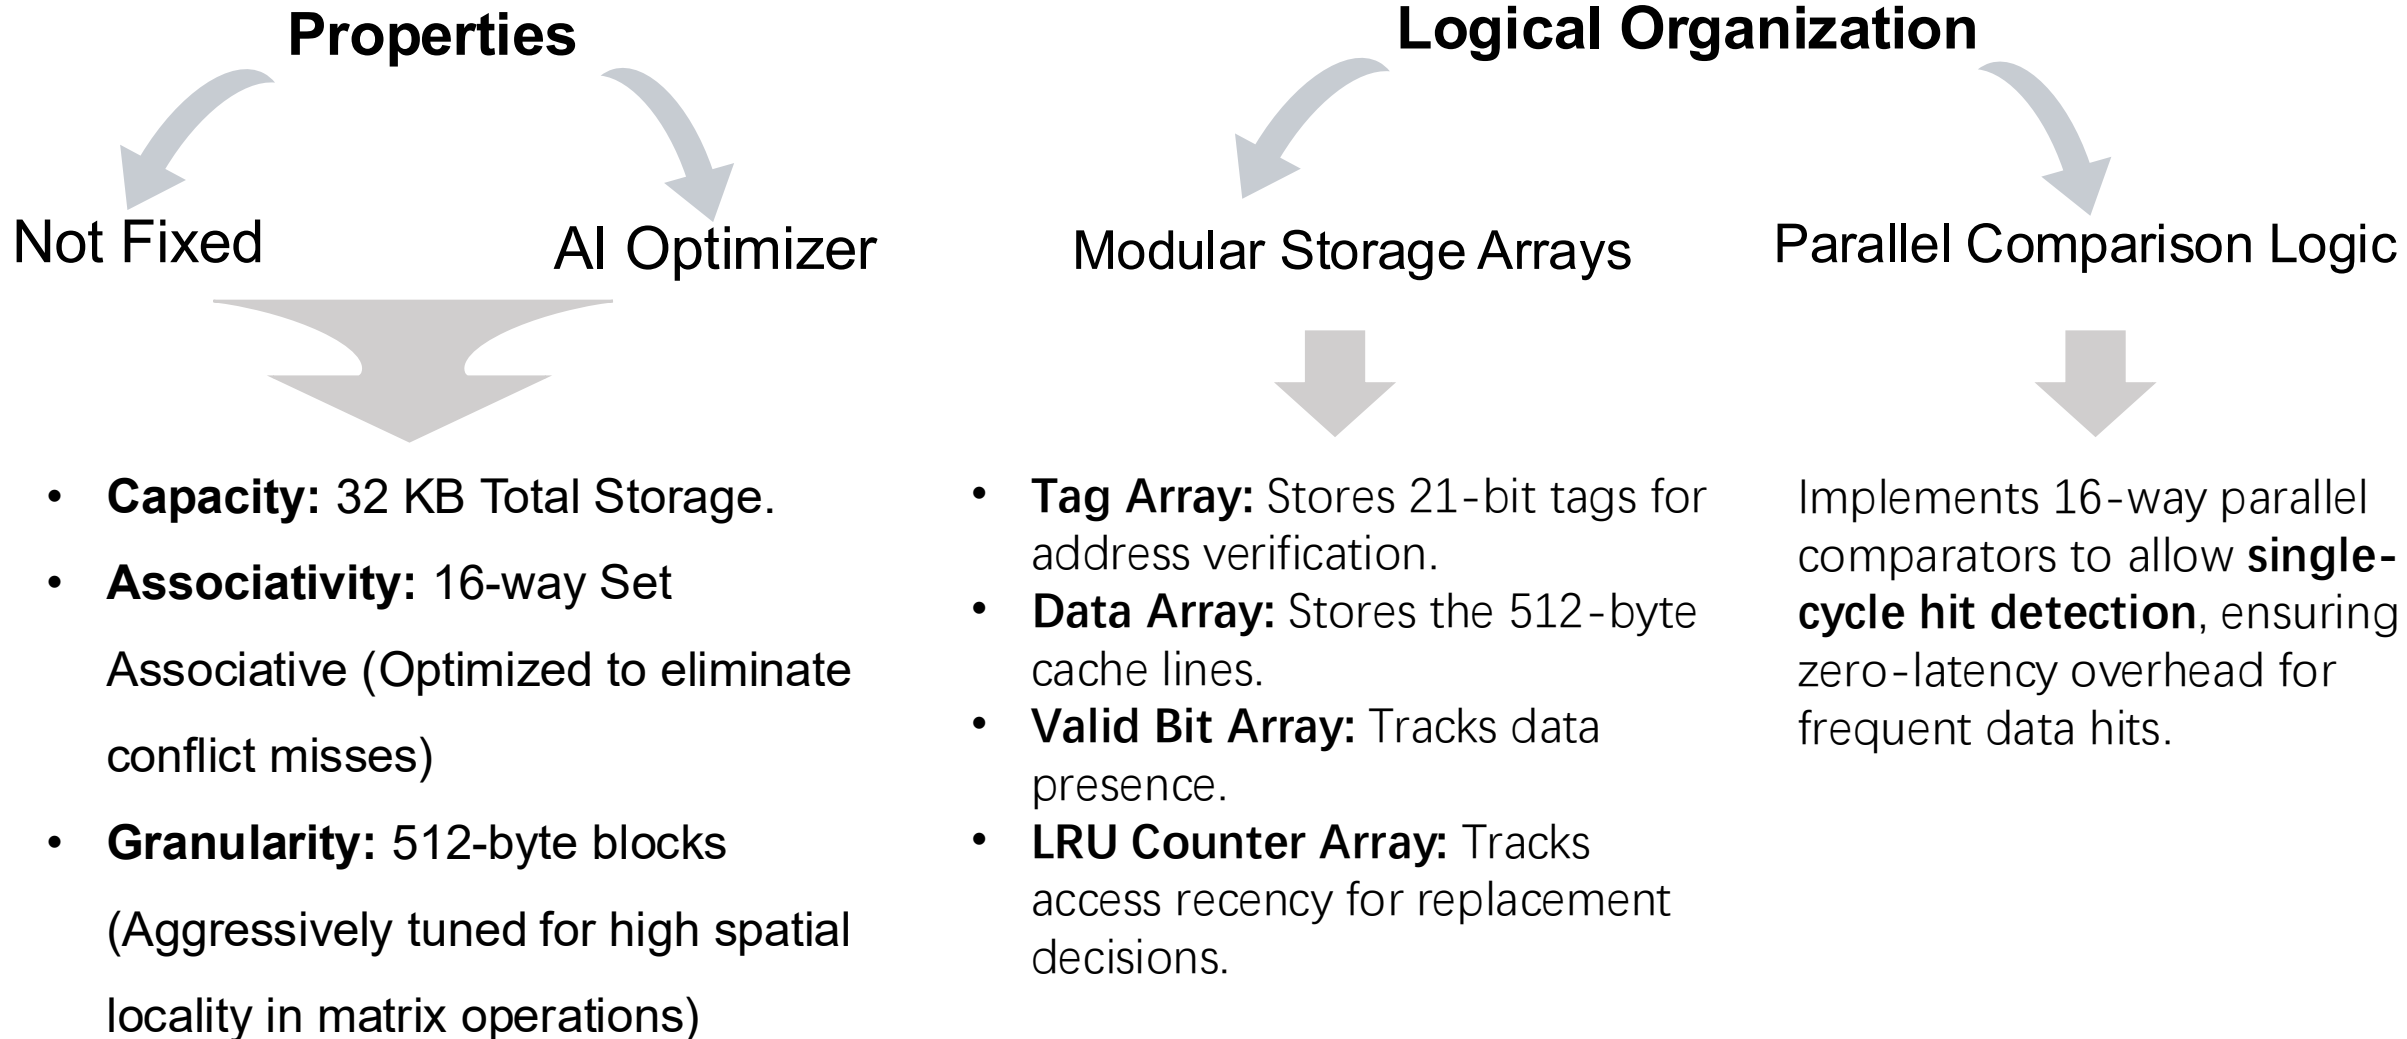 Properties
Not Fixed
AI Optimizer
• Capacity: 32 KB Total Storage.
• Associativity: 16-way Set
Associative (Optimized to eliminate
conflict misses)
• Granularity: 512-byte blocks
(Aggressively tuned for high spatial
locality in matrix operations)
Logical Organization
Modular Storage Arrays
Parallel Comparison Logic
• Tag Array: Stores 21-bit tags for
address verification.
• Data Array: Stores the 512-byte
cache lines.
• Valid Bit Array: Tracks data
presence.
• LRU Counter Array: Tracks
access recency for replacement
decisions.
Implements 16-way parallel
comparators to allow single-
cycle hit detection, ensuring
zero-latency overhead for
frequent data hits.